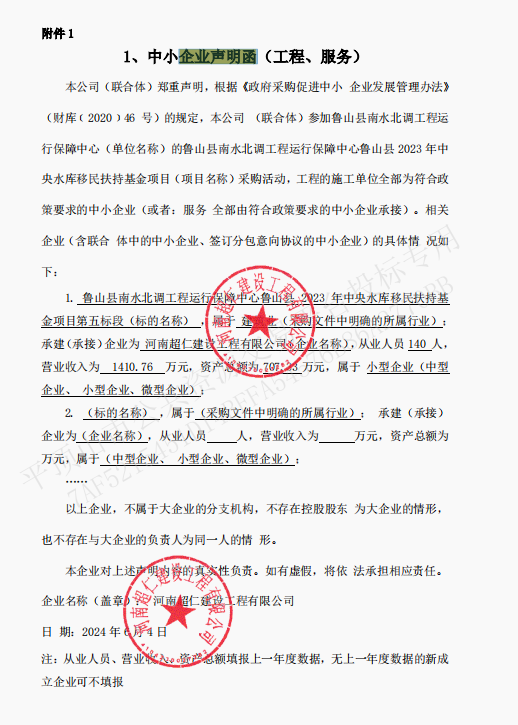 附件 1
1、中小企业声明函（工程、服务）
本公司（联合体）郑重声明，根据《政府采购促进中小 企业发展管理办法》
（财库﹝2020﹞46 号）的规定，本公司 （联合体）参加鲁山县南水北调工程运
行保障中心（单位名称）的鲁山县南水北调工程运行保障中心鲁山县 2023 年中
央水库移民扶持基金项目（项目名称）采购活动，工程的施工单位全部为符合政
策要求的中小企业（或者：服务 全部由符合政策要求的中小企业承接）。相关
企业（含联合 体中的中小企业、签订分包意向协议的中小企业）的具体情 况如
下：
1. 鲁山县南水北调工程运行保障中心鲁山县 2023 年中央水库移民扶持基
金项目第五标段（标的名称） ，属于 建筑业（采购文件中明确的所属行业）；
承建（承接）企业为 河南超仁建设工程有限公司（企业名称），从业人员 140 人，
营业收入为 1410.76 万元，资产总额为 万元，属于 小型企业（中型
企业、 小型企业、微型企业）；
2. （标的名称） ，属于（采购文件中明确的所属行业）； 承建（承接）
企业为（企业名称），从业人员 人，营业收入为 万元，资产总额为
万元，属于（中型企业、 小型企业、微型企业）；
……
以上企业，不属于大企业的分支机构，不存在控股股东 为大企业的情形，
也不存在与大企业的负责人为同一人的情 形。
本企业对上述声明内容的真实性负责。如有虚假，将依 法承担相应责任。
企业名称（盖章）：河南超仁建设工程有限公司
日 期：2024 年 6 月 4 日
注：从业人员、营业收入、资产总额填报上一年度数据，无上一年度数据的新成
立企业可不填报
河南超仁建设工程有限公司
河南超仁建设工程有限公司